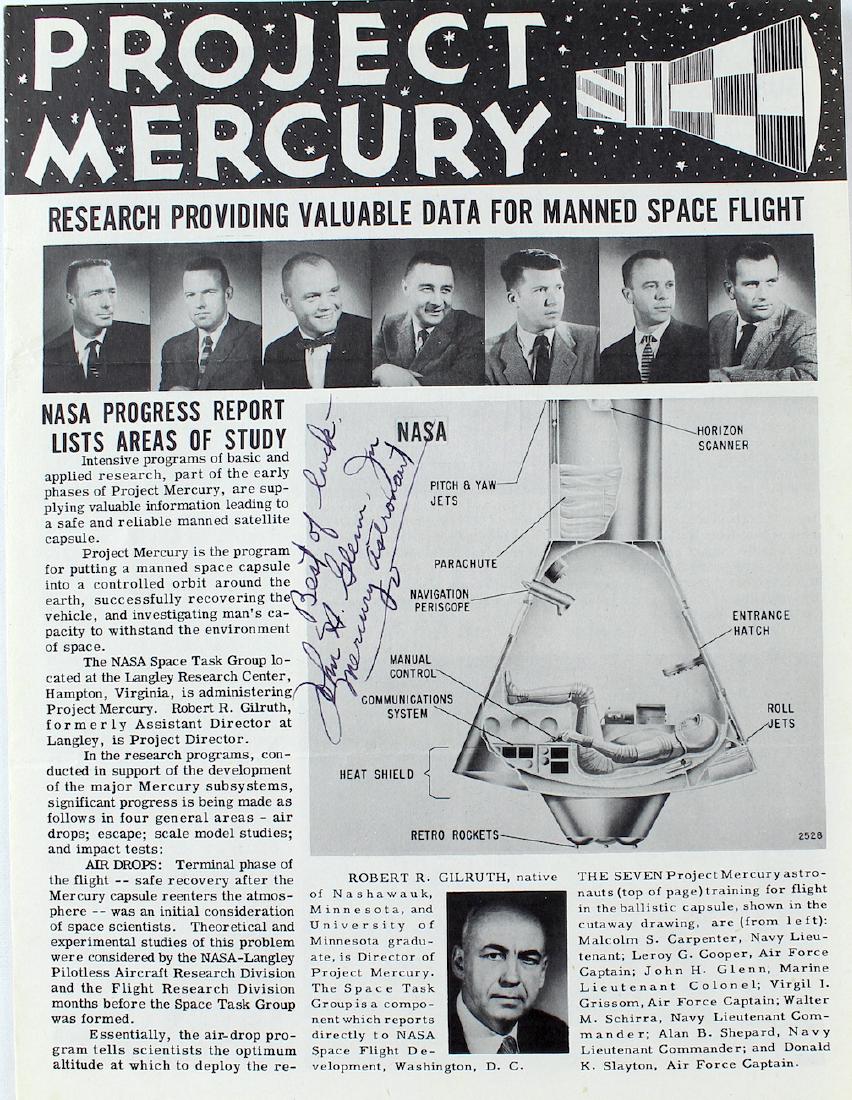 PROJECT
MERCURY
RESEARCH PROVIDING VALUABLE DATA FOR MANNED SPACE FLIGHT
NASA PROGRESS REPORT
LISTS AREAS OF STUDY
Intensive programs of basic and
applied research, part of the early
phases of Project Mercury, are sup-
plying valuable information leading to
a safe and reliable manned satellite
capsule.
Project Mercury is the program
for putting a manned space capsule
into a controlled orbit around the
earth, successfully recovering the
vehicle, and investigating man's ca-
pacity to withstand the environment
of space.
The NASA Space Task Group lo-
cated at the Langley Research Center,
Hampton, Virginia, is administering
Project Mercury. Robert R. Gilruth,
formerly Assistant Director at
Langley, is Project Director.
In the research programs, con-
ducted in support of the development
of the major Mercury subsystems,
significant progress is being made as
follows in four general areas - air
drops; escape; scale model studies;
and impact tests:
AIR DROPS: Terminal phase of
the flight -- safe recovery after the
Mercury capsule reenters the atmos-
phere -- was an initial consideration
of space scientists. Theoretical and
experimental studies of this problem
were considered by the NASA-Langley
Pilotless Aircraft Research Division
and the Flight Research Division
months before the Space Task Group
was formed.
Essentially, the air-drop pro-
gram tells scientists the optimum
altitude at which to deploy the re-
Best of luck -
John H. Glenn, Jr
Mercury Astronaut
NASA
HORIZON
SCANNER
PITCH & YAW
JETS
PARACHUTE
NAVIGATION
PERISCOPE
ENTRANCE
HATCH
MANUAL
CONTROL
COMMUNICATIONS
SYSTEM
ROLL
JETS
HEAT SHIELD
RETRO ROCKETS
2528
ROBERT R. GILRUTH, native
of Nashawauk,
Minnesota, and
University of
Minnesota gradu-
ate, is Director of
Project Mercury.
The Space Task
Group is a compo-
nent which reports
directly to NASA
Space Flight De-
velopment, Washington, D. C.
THE SEVEN Project Mercury astro-
nauts (top of page) training for flight
in the ballistic capsule, shown in the
cutaway drawing, are (from left):
Malcolm S. Carpenter, Navy Lieu-
tenant; Leroy G. Cooper, Air Force
Captain; John H. Glenn, Marine
Lieutenant Colonel; Virgil I.
Grissom, Air Force Captain; Walter
M. Schirra, Navy Lieutenant Com-
mander; Alan B. Shepard, Navy
Lieutenant Commander; and Donald
K. Slayton, Air Force Captain.